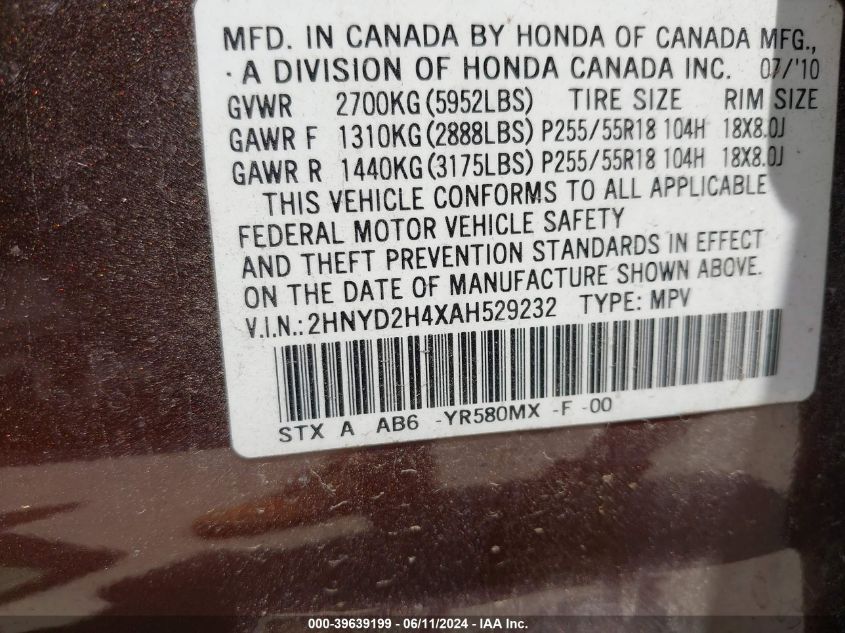 MFD. IN CANADA BY HONDA OF CANADA MFG.,
· A DIVISION OF HONDA CANADA INC. 07/'10
GVWR 2700KG(5952LBS) TIRE SIZE RIM SIZE
GAWR F 1310KG(2888LBS) P255/55R18 104H 18X8.0J
GAWR R 1440KG(3175LBS) P255/55R18 104H 18X8.0J
THIS VEHICLE CONFORMS TO ALL APPLICABLE
FEDERAL MOTOR VEHICLE SAFETY
AND THEFT PREVENTION STANDARDS IN EFFECT
ON THE DATE OF MANUFACTURE SHOWN ABOVE.
V.I.N.:2HNYD2H4XAH529232 TYPE: MPV
STX A AB6 -YR580MX -F -00
000-39639199 - 06/11/2024 - IAA Inc.